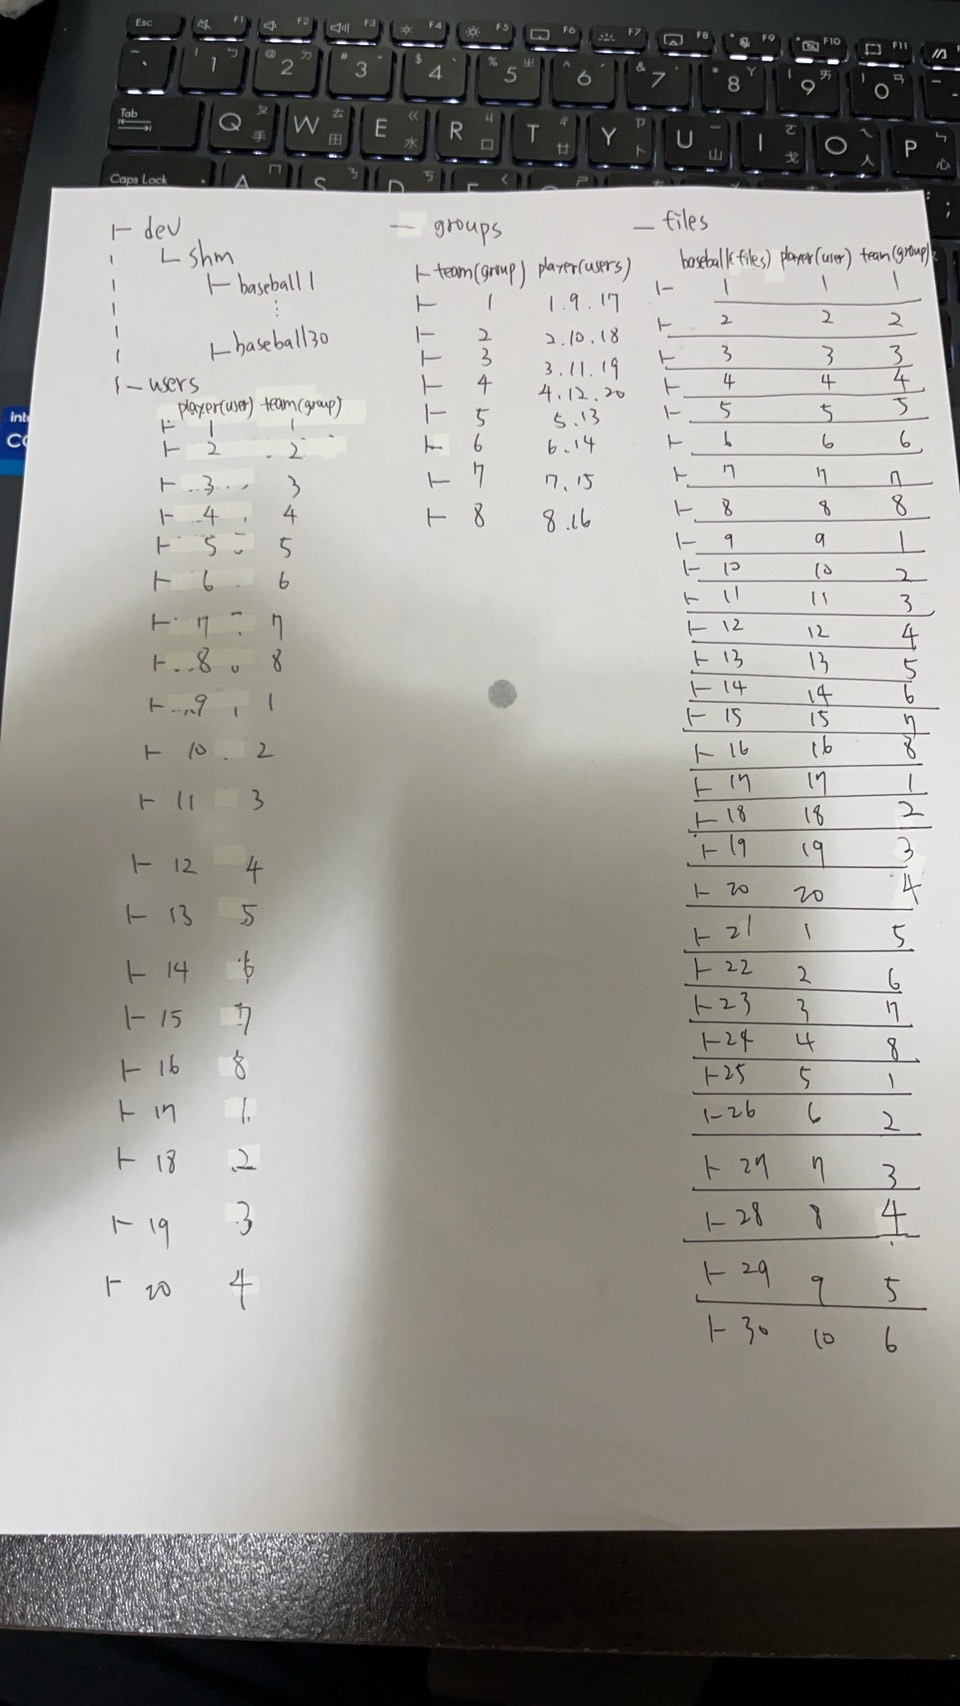 Esc F1 F2 F3 F4 F5 F6 F7 F8 F9 F10 F11
1 2 3 4 5 6 7 8 9 0
Tab Q W E R T Y U I O P
手 田 水 口 廿 卜 山 戈 人 心
Caps Lock A S D F
├ dev
└ shm
├ baseball1
⋮
├ baseball30
├ users
player(user) team(group)
├ 1 1
├ 2 2
├ 3 3
├ 4 4
├ 5 5
├ 6 6
├ 7 7
├ 8 8
├ 9 1
├ 10 2
├ 11 3
├ 12 4
├ 13 5
├ 14 6
├ 15 7
├ 16 8
├ 17 1
├ 18 2
├ 19 3
├ 20 4
— groups
├ team(group) player(users)
├ 1 1.9.17
├ 2 2.10.18
├ 3 3.11.19
├ 4 4.12.20
├ 5 5.13
├ 6 6.14
├ 7 7.15
├ 8 8.16
— files
baseball(files) player(user) team(group)
├ 1 1 1
├ 2 2 2
├ 3 3 3
├ 4 4 4
├ 5 5 5
├ 6 6 6
├ 7 7 7
├ 8 8 8
├ 9 9 1
├ 10 10 2
├ 11 11 3
├ 12 12 4
├ 13 13 5
├ 14 14 6
├ 15 15 7
├ 16 16 8
├ 17 17 1
├ 18 18 2
├ 19 19 3
├ 20 20 4
├ 21 1 5
├ 22 2 6
├ 23 3 7
├ 24 4 8
├ 25 5 1
├ 26 6 2
├ 27 7 3
├ 28 8 4
├ 29 9 5
├ 30 10 6